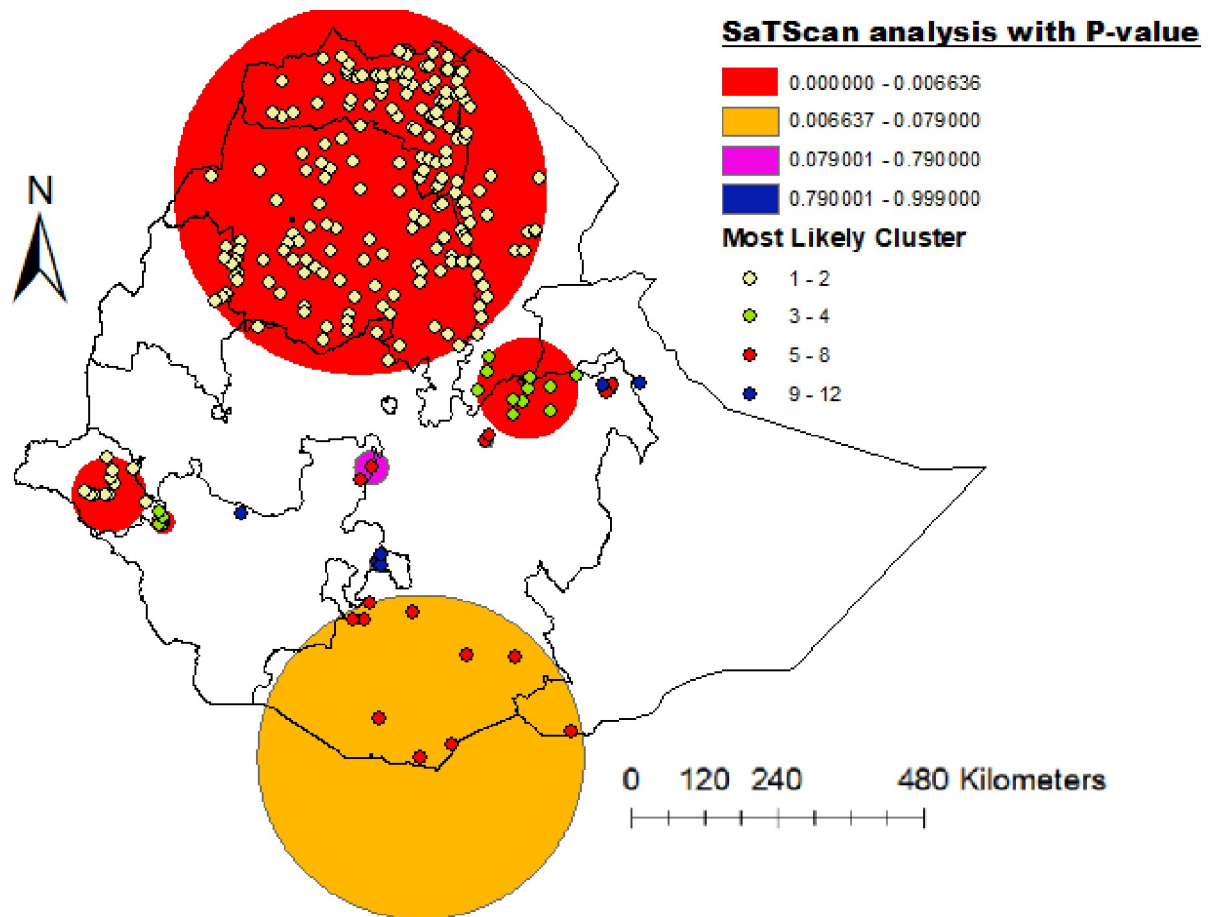 SaTScan analysis with P-value
0.000000 - 0.006636
0.006637 - 0.079000
0.079001 - 0.790000
0.790001 - 0.999000
Most Likely Cluster
1 - 2
3 - 4
5 - 8
9 - 12
N
0 120 240 480 Kilometers